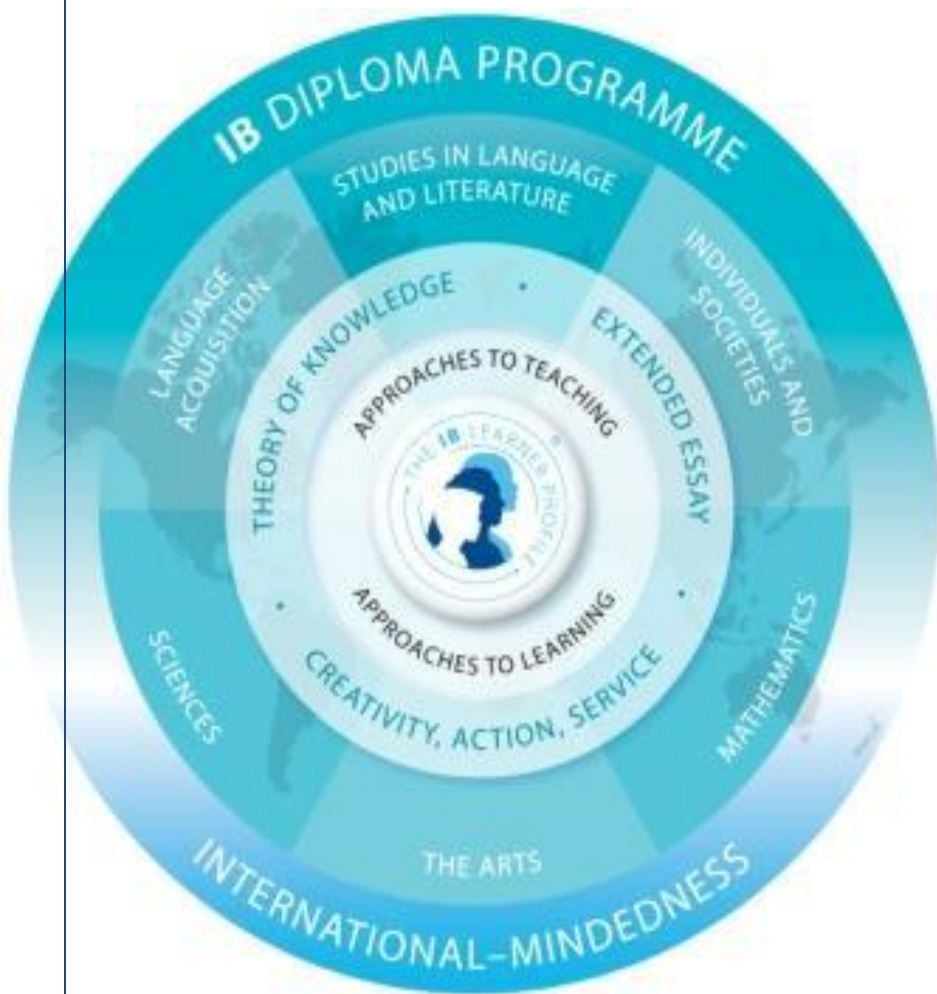 IB DIPLOMA PROGRAMME
STUDIES IN LANGUAGE
AND LITERATURE
LANGUAGE
ACQUISITION
INDIVIDUALS AND
SOCIETIES
THEORY OF KNOWLEDGE
EXTENDED ESSAY
APPROACHES TO TEACHING
THE IB LEARNER PROFILE
®
APPROACHES TO LEARNING
CREATIVITY, ACTION, SERVICE
SCIENCES
MATHEMATICS
THE ARTS
INTERNATIONAL–MINDEDNESS